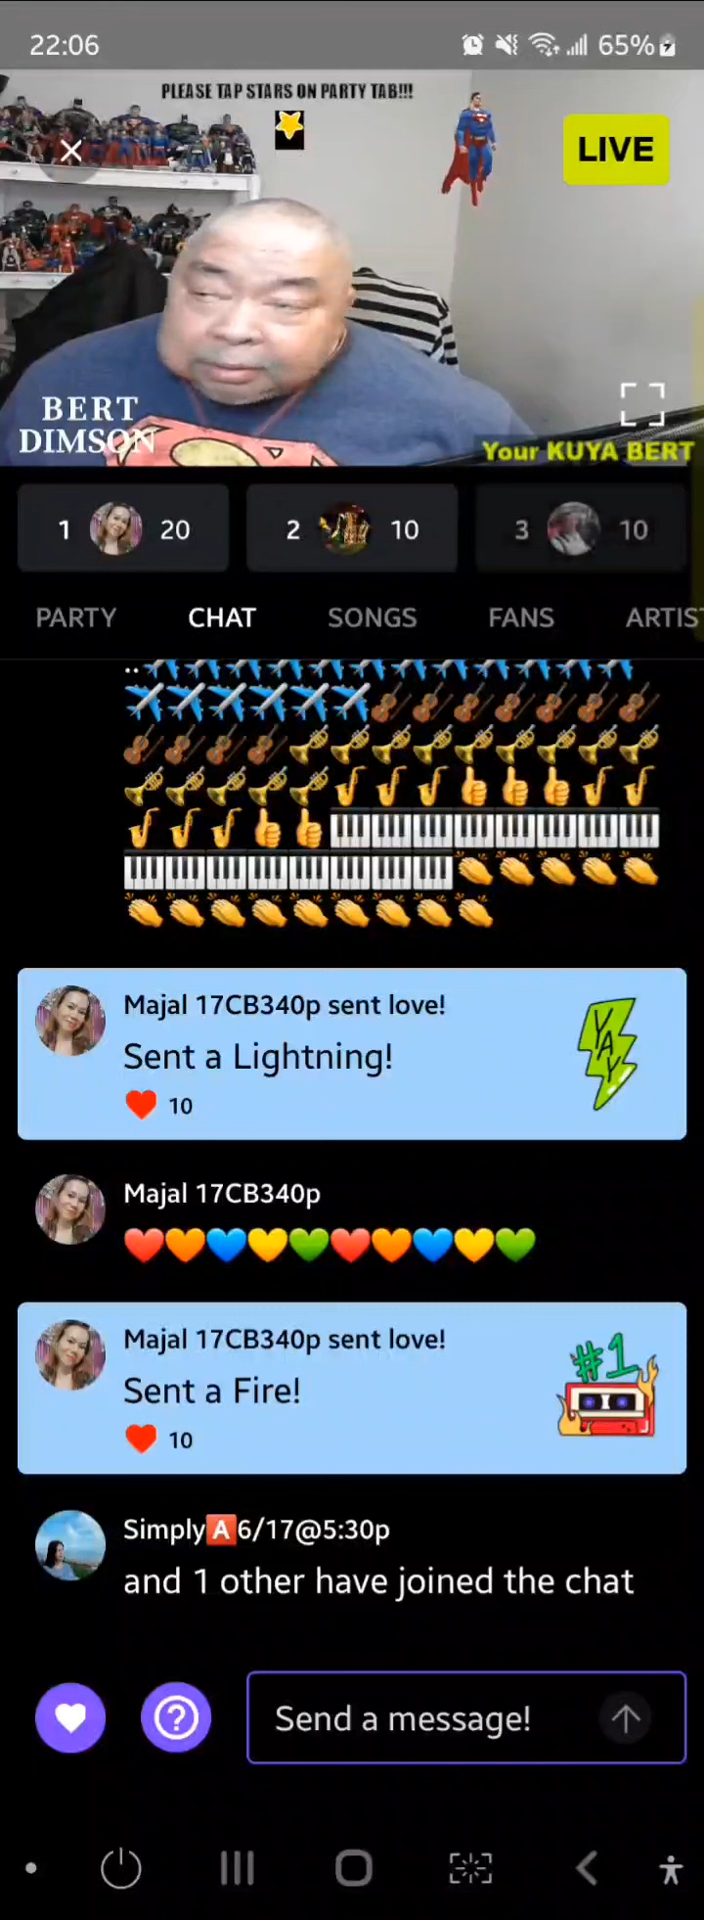 22:06
65%
PLEASE TAP STARS ON PARTY TAB!!!
LIVE
BERT
DIMSON
Your KUYA BERT
1 20
2 10
3 10
PARTY
CHAT
SONGS
FANS
ARTIS
..
Majal 17CB340p sent love!
Sent a Lightning!
10
YAY
Majal 17CB340p
Majal 17CB340p sent love!
Sent a Fire!
10
#1
Simply🅰6/17@5:30p
and 1 other have joined the chat
Send a message!